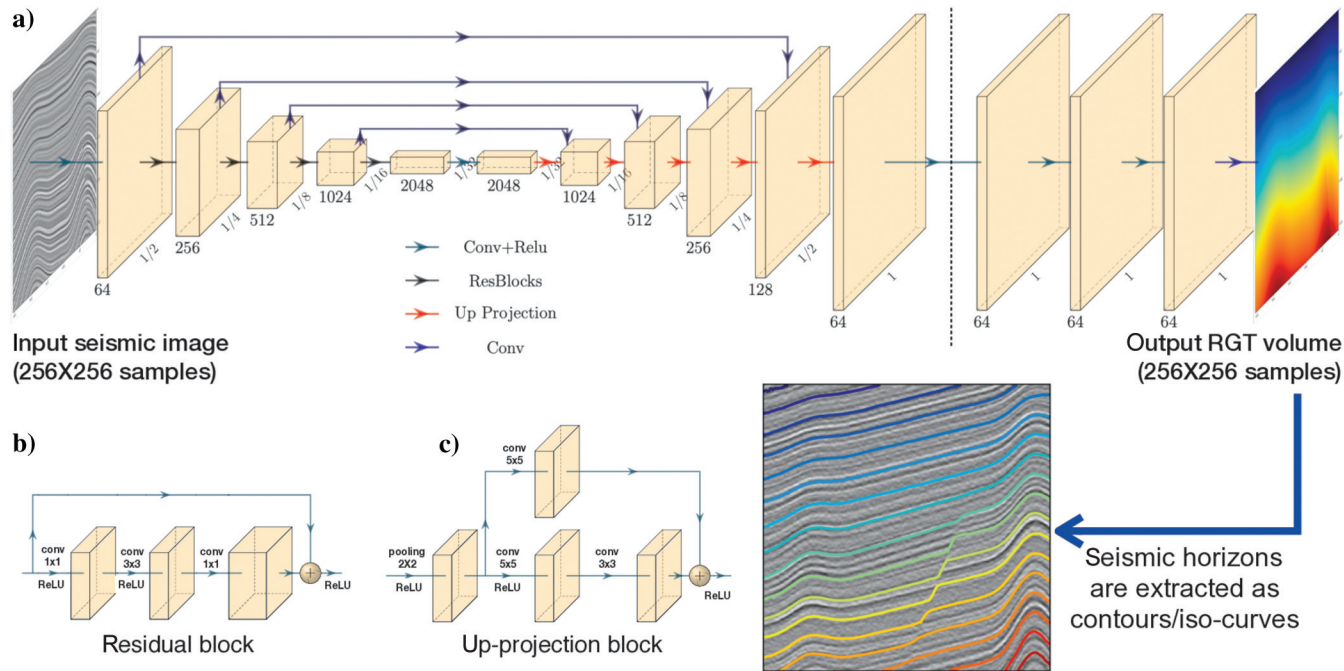 a)
64
1/2
256
1/4
512
1/8
1024
1/16
2048
1/32
2048
1/32
1024
1/16
512
1/8
256
1/4
128
1/2
64
1
64
1
64
1
64
1
Conv+Relu
ResBlocks
Up Projection
Conv
Input seismic image
(256X256 samples)
Output RGT volume
(256X256 samples)
b)
conv
1x1
ReLU
conv
3x3
ReLU
conv
1x1
ReLU
Residual block
c)
pooling
2X2
ReLU
conv
5x5
conv
5x5
ReLU
conv
3x3
ReLU
Up-projection block
Seismic horizons
are extracted as
contours/iso-curves